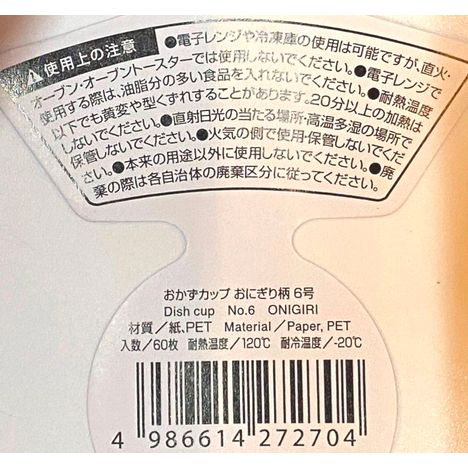 ⚠使用上の注意 ●電子レンジや冷凍庫の使用は可能ですが、直火・
オーブン・オーブントースターでは使用しないでください。●電子レンジで
使用する際は、油脂分の多い食品を入れないでください。●耐熱温度
以下でも黄変や型くずれすることがあります。20分以上の加熱は
しないでください。●直射日光の当たる場所・高温多湿の場所で
保管しないでください。●火気の側で使用・保管しないでくだ
さい。●本来の用途以外に使用しないでください。●廃
棄の際は各自治体の廃棄区分に従ってください。
おかずカップ おにぎり柄 6号
Dish cup No.6 ONIGIRI
材質／紙、PET Material／Paper, PET
入数／60枚 耐熱温度／120℃ 耐冷温度／-20℃
4 986614 272704